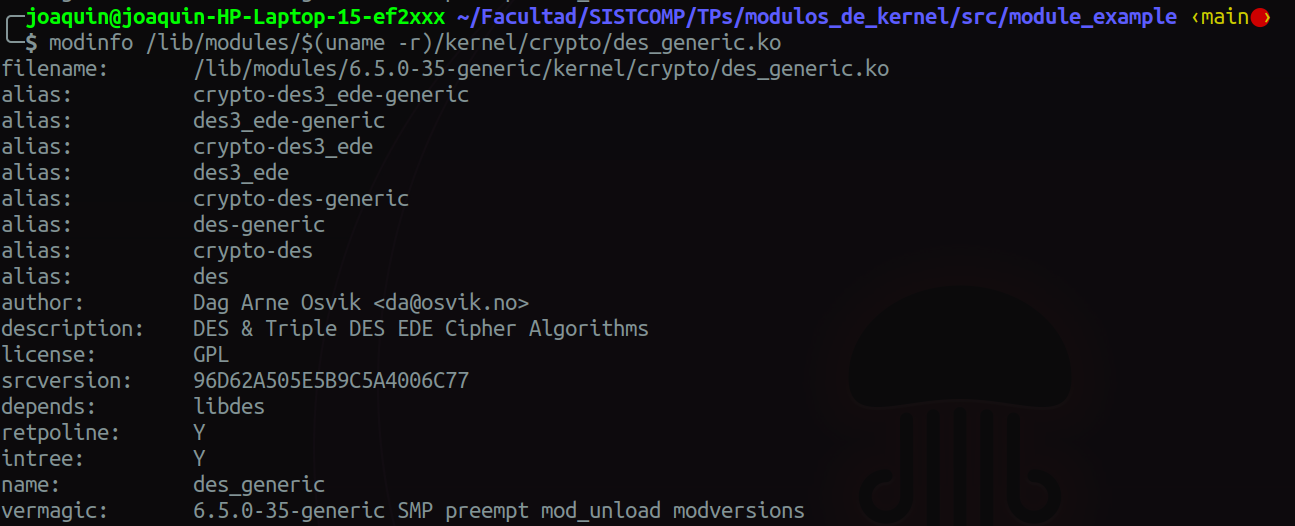 joaquin@joaquin-HP-Laptop-15-ef2xxx ~/Facultad/SISTCOMP/TPs/modulos_de_kernel/src/module_example ‹main●›
$ modinfo /lib/modules/$(uname -r)/kernel/crypto/des_generic.ko
filename:       /lib/modules/6.5.0-35-generic/kernel/crypto/des_generic.ko
alias:          crypto-des3_ede-generic
alias:          des3_ede-generic
alias:          crypto-des3_ede
alias:          des3_ede
alias:          crypto-des-generic
alias:          des-generic
alias:          crypto-des
alias:          des
author:         Dag Arne Osvik <da@osvik.no>
description:    DES & Triple DES EDE Cipher Algorithms
license:        GPL
srcversion:     96D62A505E5B9C5A4006C77
depends:        libdes
retpoline:      Y
intree:         Y
name:           des_generic
vermagic:       6.5.0-35-generic SMP preempt mod_unload modversions